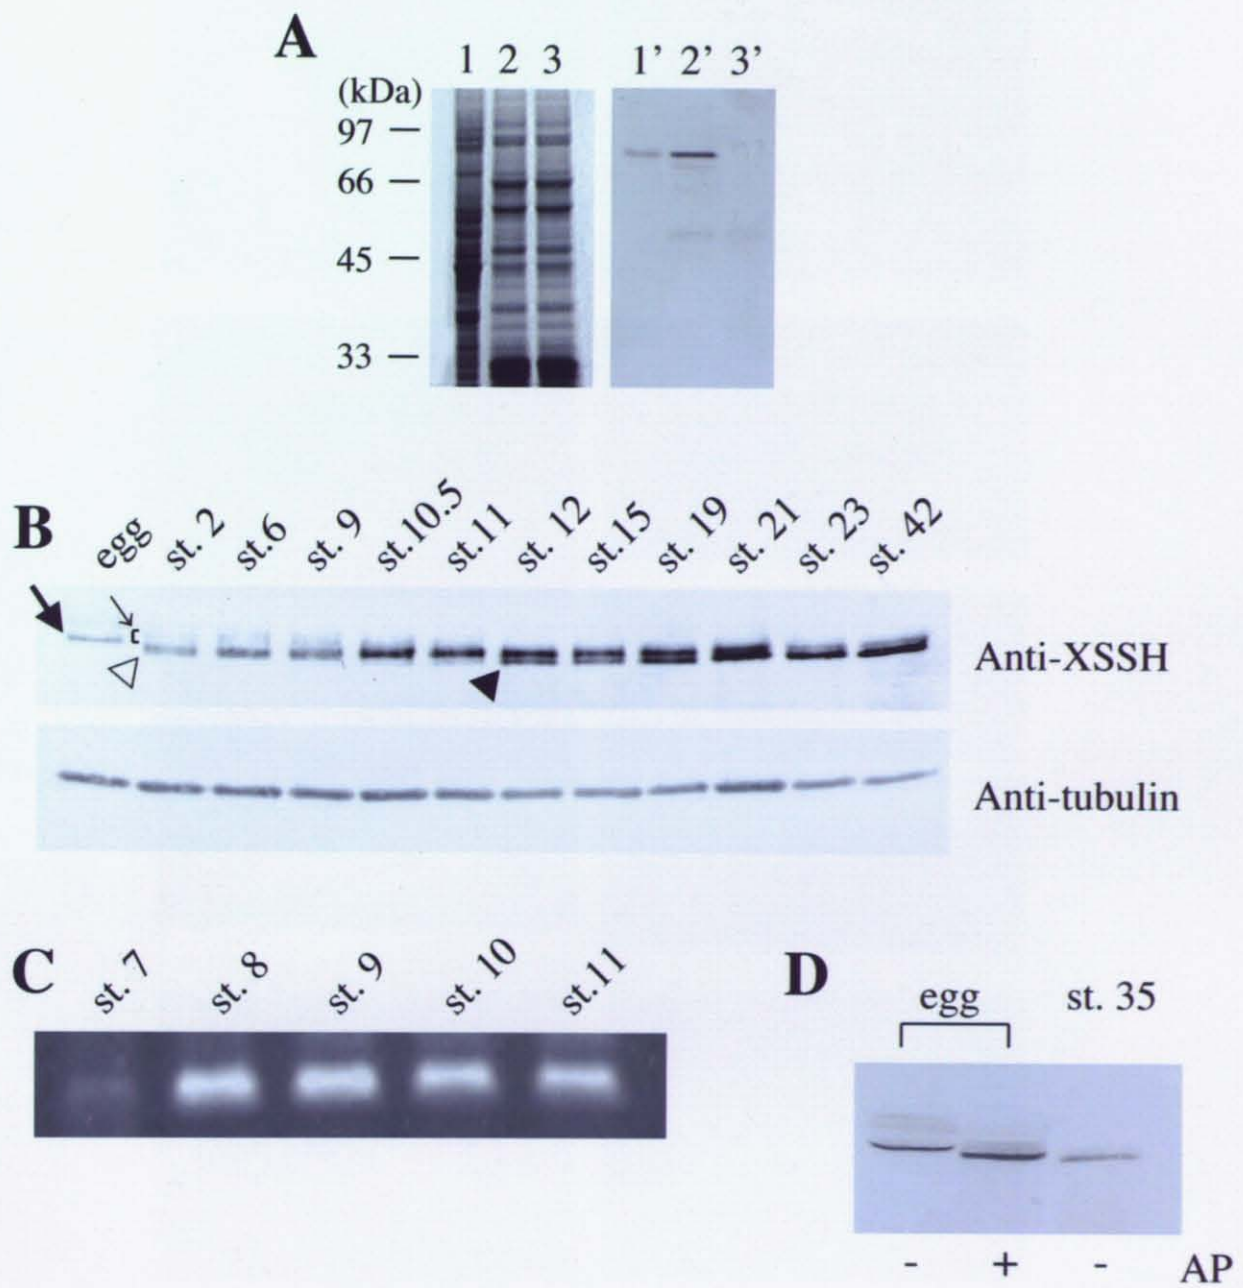 A
1 2 3 1’ 2’ 3’
(kDa)
97
66
45
33
B
egg st. 2 st.6 st. 9 st.10.5 st.11 st. 12 st.15 st. 19 st. 21 st. 23 st. 42
Anti-XSSH
Anti-tubulin
C
st. 7 st. 8 st. 9 st. 10 st.11
D
egg st. 35
- + - AP